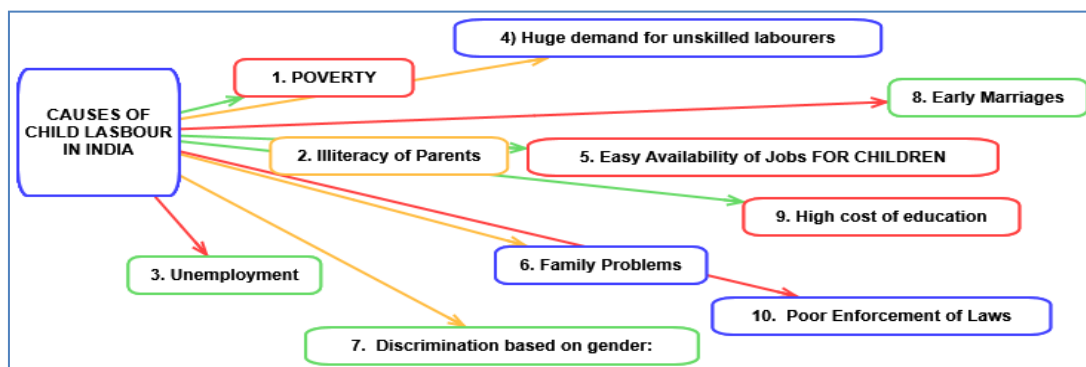 CAUSES OF
CHILD LASBOUR
IN INDIA
1. POVERTY
2. Illiteracy of Parents
3. Unemployment
4) Huge demand for unskilled labourers
5. Easy Availability of Jobs FOR CHILDREN
6. Family Problems
7. Discrimination based on gender:
8. Early Marriages
9. High cost of education
10. Poor Enforcement of Laws